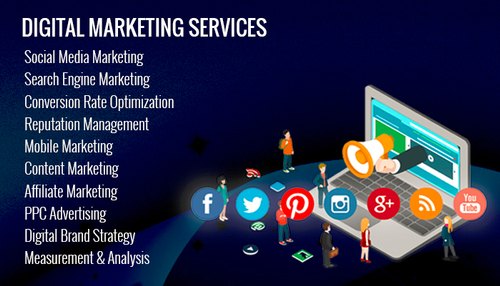 DIGITAL MARKETING SERVICES
Social Media Marketing
Search Engine Marketing
Conversion Rate Optimization
Reputation Management
Mobile Marketing
Content Marketing
Affiliate Marketing
PPC Advertising
Digital Brand Strategy
Measurement & Analysis
f
g+
You
Tube